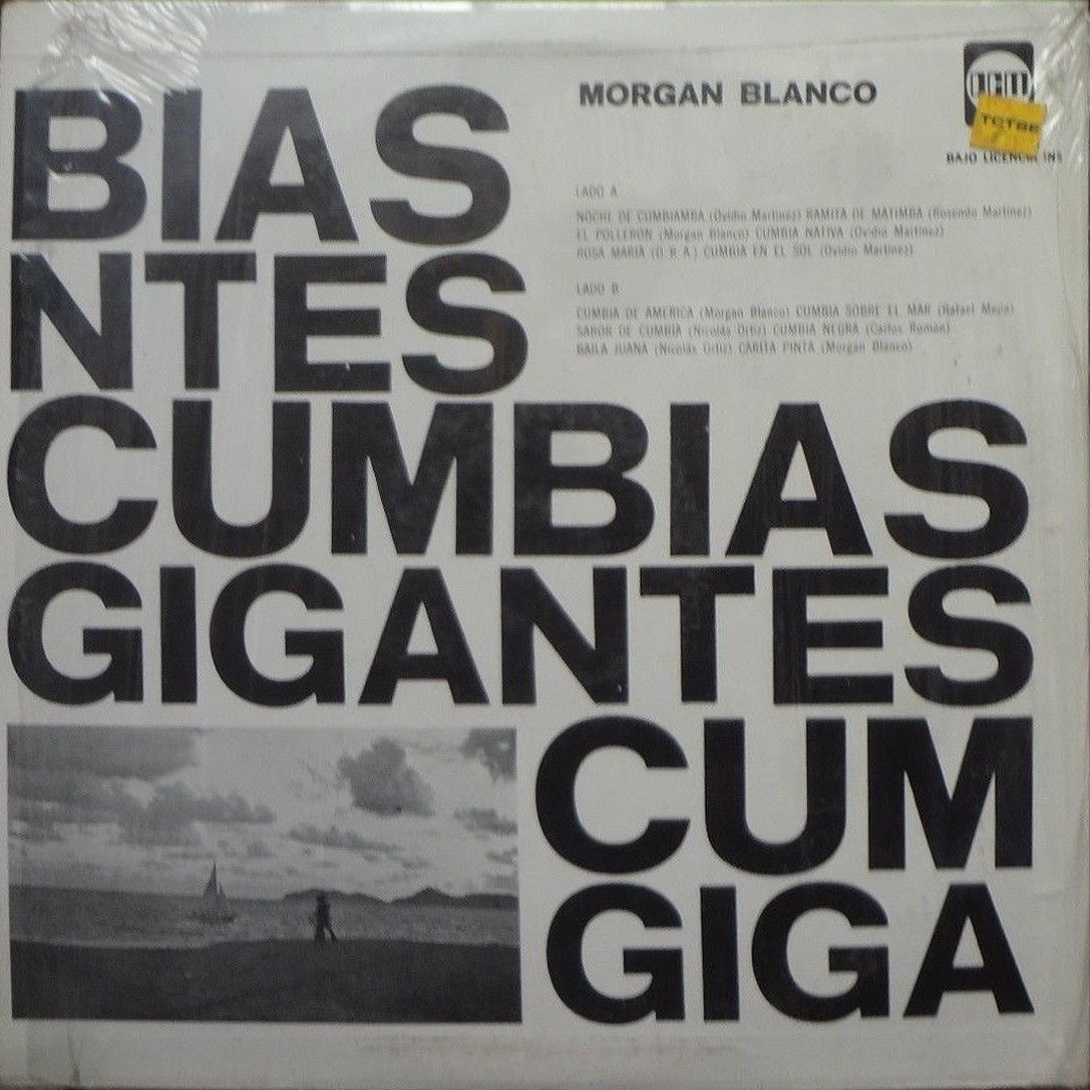 MORGAN BLANCO
BIAS
NTES
CUMBIAS
GIGANTES
CUM
GIGA
TCTSE
BAJO LICENCIA INS
LADO A
NOCHE DE CUMBIAMBA (Ovidio Martínez) RAMITA DE MATIMBA (Rosendo Martínez)
EL POLLERON (Morgan Blanco) CUMBIA NATIVA (Ovidio Martínez)
ROSA MARIA (D. R. A.) CUMBIA EN EL SOL (Ovidio Martínez)
LADO B
CUMBIA DE AMERICA (Morgan Blanco) CUMBIA SOBRE EL MAR (Rafael Mejía)
SABOR DE CUMBIA (Nicolás Ortiz) CUMBIA NEGRA (Carlos Román)
BAILA JUANA (Nicolás Ortiz) CARITA PINTA (Morgan Blanco)